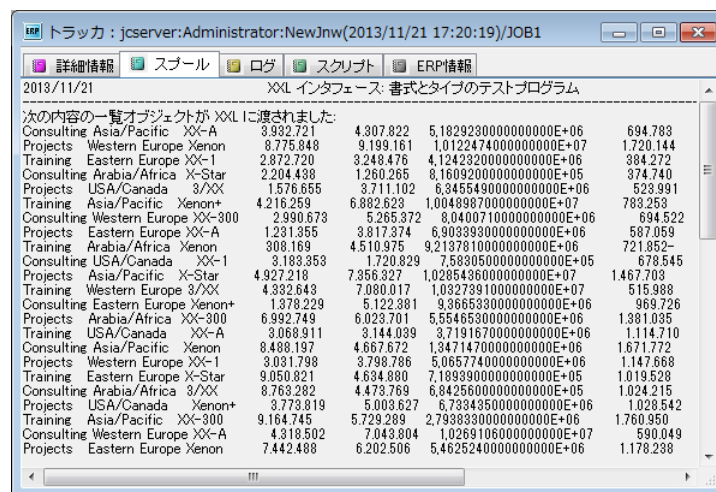 ERP トラッカ : jcserver:Administrator:NewJnw(2013/11/21 17:20:19)/JOB1
詳細情報 スプール ログ スクリプト ERP情報
2013/11/21 XXL インタフェース: 書式とタイプのテストプログラム
次の内容の一覧オブジェクトが XXL に渡されました:
Consulting Asia/Pacific XX-A 3.932.721 4.307.822 5,1829230000000000E+06 694.783
Projects Western Europe Xenon 8.775.848 9.199.161 1,0122474000000000E+07 1.720.144
Training Eastern Europe XX-1 2.872.720 3.248.476 4,1242320000000000E+06 384.272
Consulting Arabia/Africa X-Star 2.204.438 1.260.265 8,1609200000000000E+05 374.740
Projects USA/Canada 3/XX 1.576.655 3.711.102 6,3455490000000000E+06 523.991
Training Asia/Pacific Xenon+ 4.216.259 6.882.623 1,0048987000000000E+07 783.253
Consulting Western Europe XX-300 2.990.673 5.265.372 8,0400710000000000E+06 694.522
Projects Eastern Europe XX-A 1.231.355 3.817.374 6,9033930000000000E+06 587.059
Training Arabia/Africa Xenon 308.169 4.510.975 9,2137810000000000E+06 721.852-
Consulting USA/Canada XX-1 3.183.353 1.720.829 7,5830500000000000E+05 678.545
Projects Asia/Pacific X-Star 4.927.218 7.356.327 1,0285436000000000E+07 1.467.703
Training Western Europe 3/XX 4.332.643 7.080.017 1,0327391000000000E+07 515.988
Consulting Eastern Europe Xenon+ 1.378.229 5.122.381 9,3665330000000000E+06 969.726
Projects Arabia/Africa XX-300 6.992.749 6.023.701 5,5546530000000000E+06 1.381.035
Training USA/Canada XX-A 3.068.911 3.144.039 3,7191670000000000E+06 1.114.710
Consulting Asia/Pacific Xenon 8.488.197 4.667.672 1,3471470000000000E+06 1.671.772
Projects Western Europe XX-1 3.031.798 3.798.786 5,0657740000000000E+06 1.147.668
Training Eastern Europe X-Star 9.050.821 4.634.880 7,1893900000000000E+05 1.019.528
Consulting Arabia/Africa 3/XX 8.763.282 4.473.769 6,8425600000000000E+05 1.024.215
Projects USA/Canada Xenon+ 3.773.819 5.003.627 6,7334350000000000E+06 1.028.542
Training Asia/Pacific XX-300 9.164.745 5.729.289 2,7938330000000000E+06 1.760.950
Consulting Western Europe XX-A 4.318.502 7.043.804 1,0269106000000000E+07 590.049
Projects Eastern Europe Xenon 7.442.488 6.202.506 5,4625240000000000E+06 1.178.238